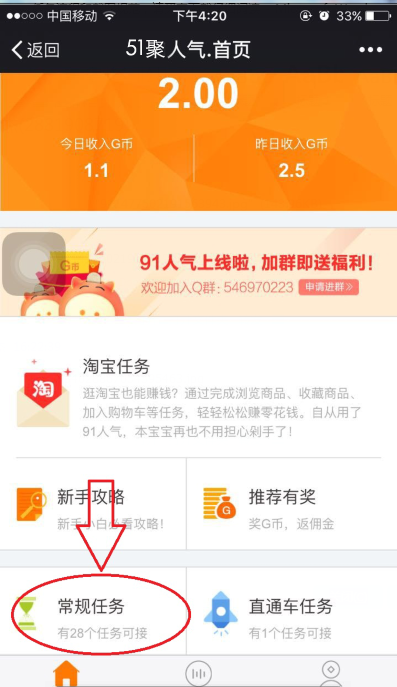 中国移动 下午4:20 33%
返回 51聚人气.首页
2.00
今日收入G币 昨日收入G币
1.1 2.5
G币
91人气上线啦，加群即送福利！
欢迎加入Q群：546970223 申请进群
淘
淘宝任务
逛淘宝也能赚钱？通过完成浏览商品、收藏商品、
加入购物车等任务，轻轻松松赚零花钱。自从用了
91人气，本宝宝再也不用担心剁手了！
新手攻略 推荐有奖
新手小白必看攻略！ G 奖G币，返佣金
常规任务 直通车任务
有28个任务可接 有1个任务可接